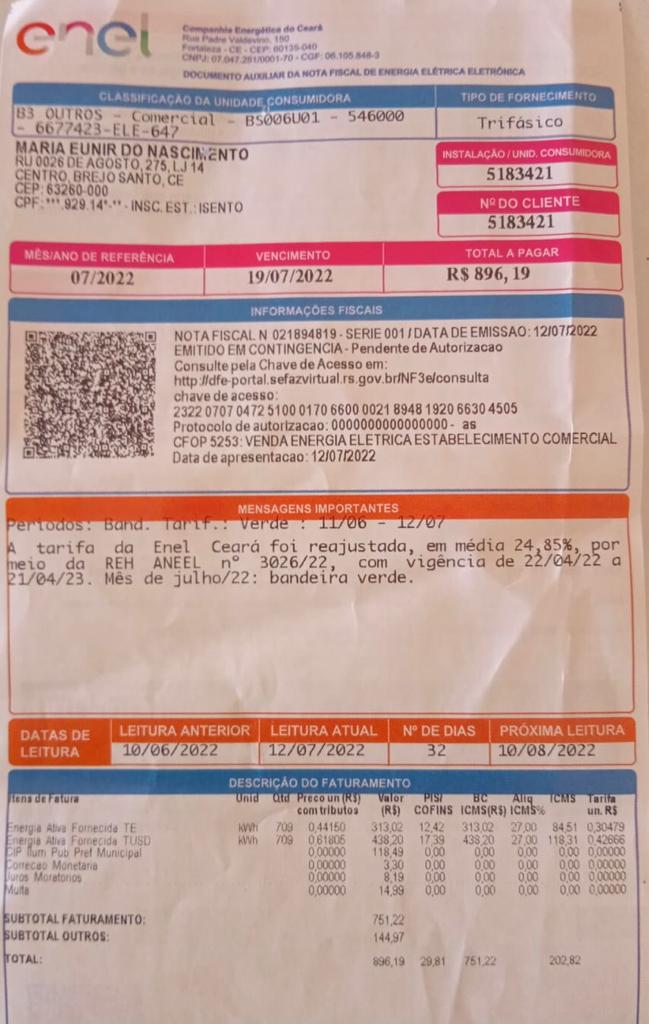 enel
Companhia Energética do Ceará
Rua Padre Valdevino, 150
Fortaleza - CE - CEP: 60135-040
CNPJ: 07.047.251/0001-70 - CGF: 06.105.848-3
DOCUMENTO AUXILIAR DA NOTA FISCAL DE ENERGIA ELÉTRICA ELETRÔNICA
CLASSIFICAÇÃO DA UNIDADE CONSUMIDORA
TIPO DE FORNECIMENTO
B3 OUTROS - Comercial - BS006U01 - 546000
- 6677423-ELE-647
Trifásico
MARIA EUNIR DO NASCIMENTO
RU 0026 DE AGOSTO, 275, LJ 14
CENTRO, BREJO SANTO, CE
CEP: 63260-000
CPF: ***.929.14*-** - INSC. EST.: ISENTO
INSTALAÇÃO / UNID. CONSUMIDORA
5183421
Nº DO CLIENTE
5183421
MÊS/ANO DE REFERÊNCIA VENCIMENTO TOTAL A PAGAR
07/2022 19/07/2022 R$ 896,19
INFORMAÇÕES FISCAIS
NOTA FISCAL N 021894819 - SERIE 001 / DATA DE EMISSAO: 12/07/2022
EMITIDO EM CONTINGENCIA - Pendente de Autorizacao
Consulte pela Chave de Acesso em:
http://dfe-portal.sefazvirtual.rs.gov.br/NF3e/consulta
chave de acesso:
2322 0707 0472 5100 0170 6600 0021 8948 1920 6630 4505
Protocolo de autorizacao: 0000000000000000 - as
CFOP 5253: VENDA ENERGIA ELETRICA ESTABELECIMENTO COMERCIAL
Data de apresentacao: 12/07/2022
MENSAGENS IMPORTANTES
Períodos: Band. Tarif.: Verde : 11/06 - 12/07
A tarifa da Enel Ceará foi reajustada, em média 24,85%, por
meio da REH ANEEL nº 3026/22, com vigência de 22/04/22 a
21/04/23. Mês de julho/22: bandeira verde.
DATAS DE LEITURA
LEITURA ANTERIOR LEITURA ATUAL Nº DE DIAS PRÓXIMA LEITURA
10/06/2022 12/07/2022 32 10/08/2022
DESCRIÇÃO DO FATURAMENTO
Itens de Fatura Unid Qtd Preco un (R$) Valor PIS/ BC Aliq ICMS Tarifa
com tributos (R$) COFINS ICMS(R$) ICMS% un. R$
Energia Ativa Fornecida TE kWh 709 0,44150 313,02 12,42 313,02 27,00 84,51 0,30479
Energia Ativa Fornecida TUSD kWh 709 0,61805 438,20 17,39 438,20 27,00 118,31 0,42666
CIP Ilum Pub Pref Municipal 0,00000 118,49 0,00 0,00 0,00 0,00 0,00000
Correcao Monetaria 0,00000 3,30 0,00 0,00 0,00 0,00 0,00000
Juros Moratorios 0,00000 8,19 0,00 0,00 0,00 0,00 0,00000
Multa 0,00000 14,99 0,00 0,00 0,00 0,00 0,00000
SUBTOTAL FATURAMENTO: 751,22
SUBTOTAL OUTROS: 144,97
TOTAL: 896,19 29,81 751,22 202,82